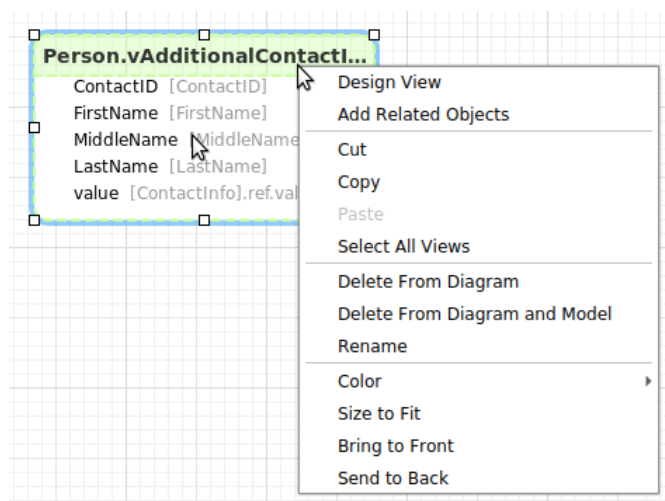 Person.vAdditionalContactI...
ContactID [ContactID]
FirstName [FirstName]
MiddleName [MiddleName
LastName [LastName]
value [ContactInfo].ref.val
Design View
Add Related Objects
Cut
Copy
Paste
Select All Views
Delete From Diagram
Delete From Diagram and Model
Rename
Color
Size to Fit
Bring to Front
Send to Back